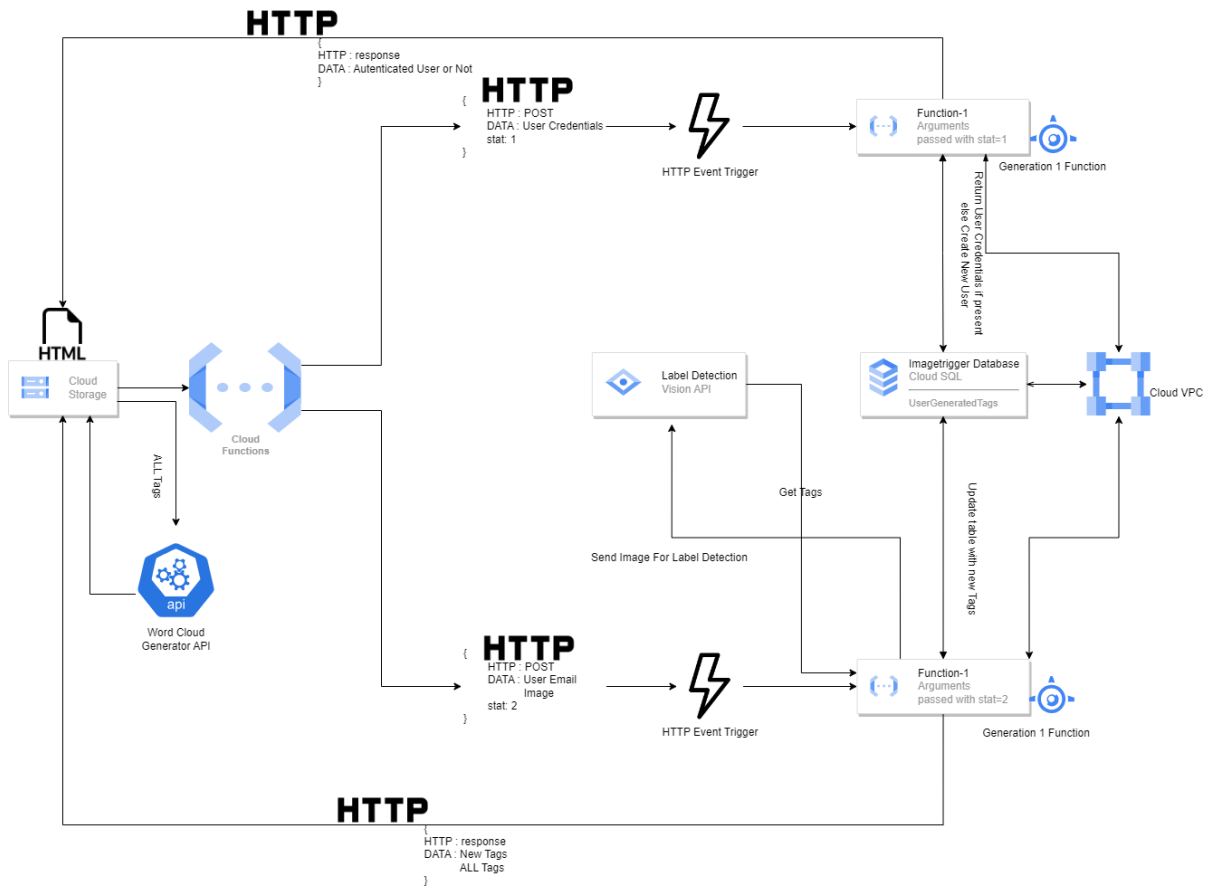 HTTP
{
HTTP : response
DATA : Autenticated User or Not
}
HTTP
{
HTTP : POST
DATA : User Credentials
stat: 1
}
HTTP Event Trigger
Function-1
Arguments
passed with stat=1
Generation 1 Function
Return User Credentials if present
else Create New User
HTML
Cloud
Storage
Cloud
Functions
ALL Tags
api
Word Cloud
Generator API
Label Detection
Vision API
Imagetrigger Database
Cloud SQL
UserGeneratedTags
Cloud VPC
Get Tags
Send Image For Label Detection
Update table with new Tags
HTTP
{
HTTP : POST
DATA : User Email
Image
stat: 2
}
HTTP Event Trigger
Function-1
Arguments
passed with stat=2
Generation 1 Function
HTTP
{
HTTP : response
DATA : New Tags
ALL Tags
}